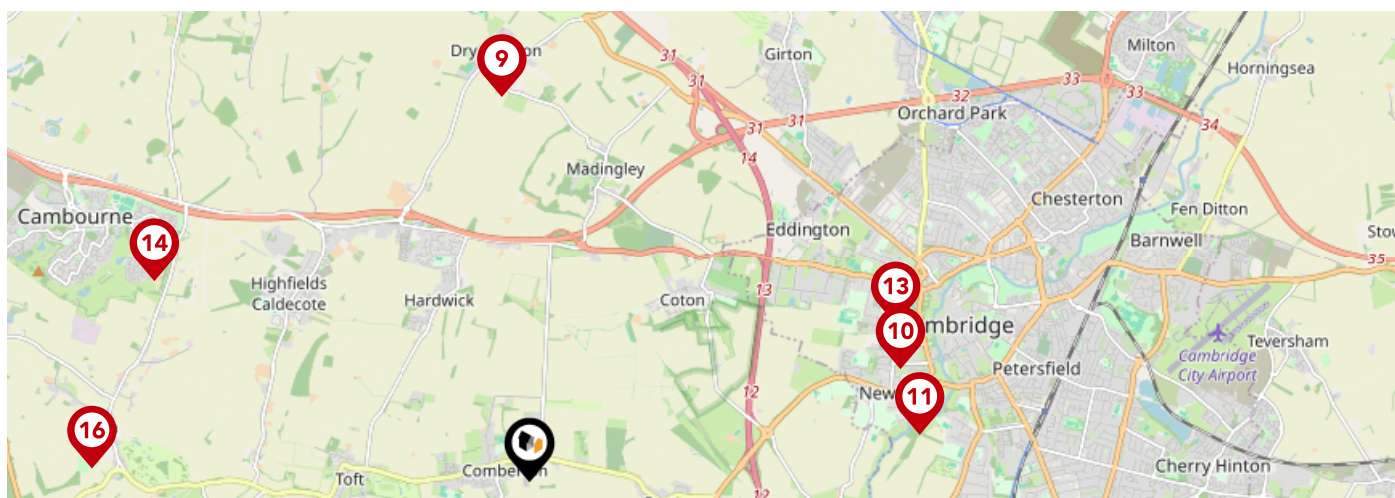 Milton
Girton
31
31
33
33
32
Horningsea
9
Orchard Park
31
31
34
14
Madingley
Chesterton
Fen Ditton
Cambourne
Eddington
Barnwell
14
35
13
13
Highfields
Caldecote
Hardwick
Coton
10
Teversham
Cambridge
City Airport
Petersfield
12
11
16
Toft
Cherry Hinton
12